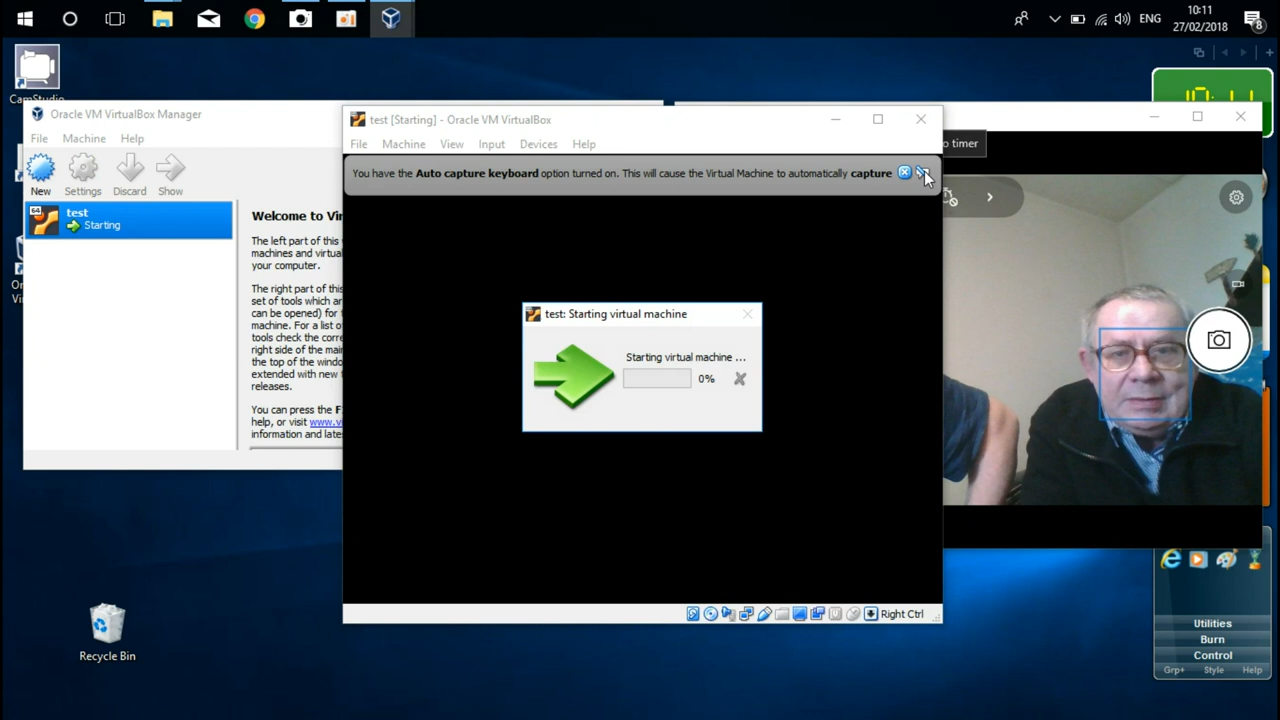 10:11
ENG
27/02/2018
8
CamStudio
Oracle VM VirtualBox Manager
File Machine Help
New Settings Discard Show
64
test
Starting
Welcome to Vir
The left part of this
machines and virtua
your computer.
The right part of this
set of tools which ar
can be opened) for t
machine. For a list o
tools check the corre
right side of the mai
the top of the windo
extended with new t
releases.
You can press the F
help, or visit www.vi
information and late
test [Starting] - Oracle VM VirtualBox
File Machine View Input Devices Help
You have the Auto capture keyboard option turned on. This will cause the Virtual Machine to automatically capture
test: Starting virtual machine
Starting virtual machine ...
0%
Right Ctrl
o timer
Recycle Bin
Utilities
Burn
Control
Grp+ Style Help